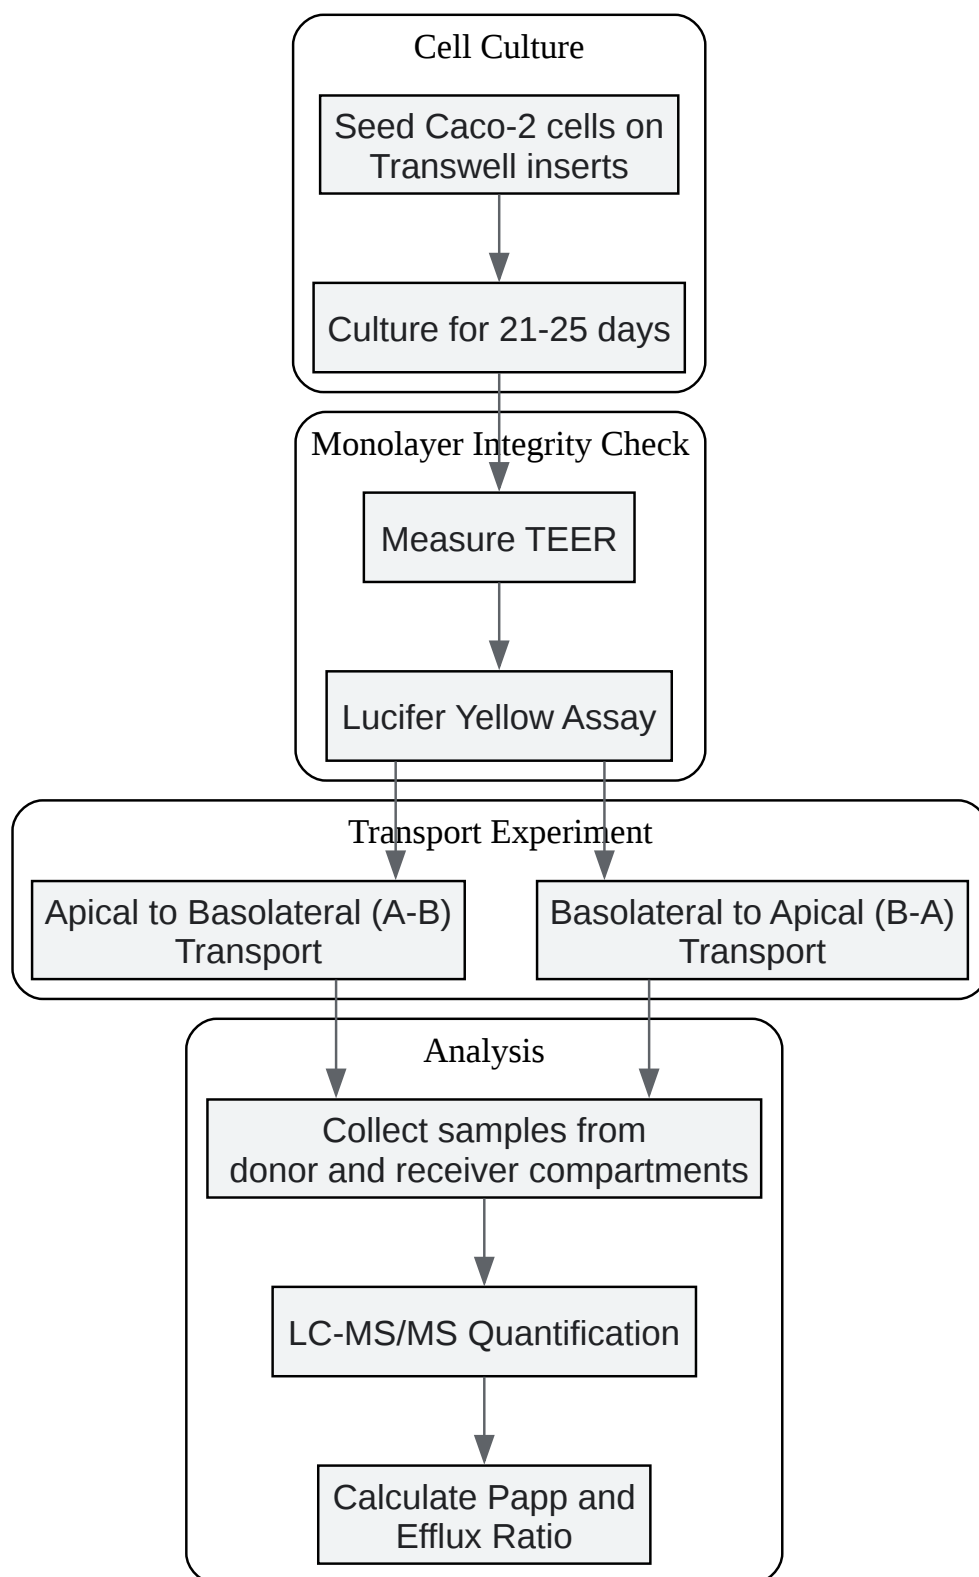 Cell Culture
Seed Caco-2 cells on
Transwell inserts
Culture for 21-25 days
Monolayer Integrity Check
Measure TEER
Lucifer Yellow Assay
Transport Experiment
Apical to Basolateral (A-B)
Transport
Basolateral to Apical (B-A)
Transport
Analysis
Collect samples from
donor and receiver compartments
LC-MS/MS Quantification
Calculate Papp and
Efflux Ratio